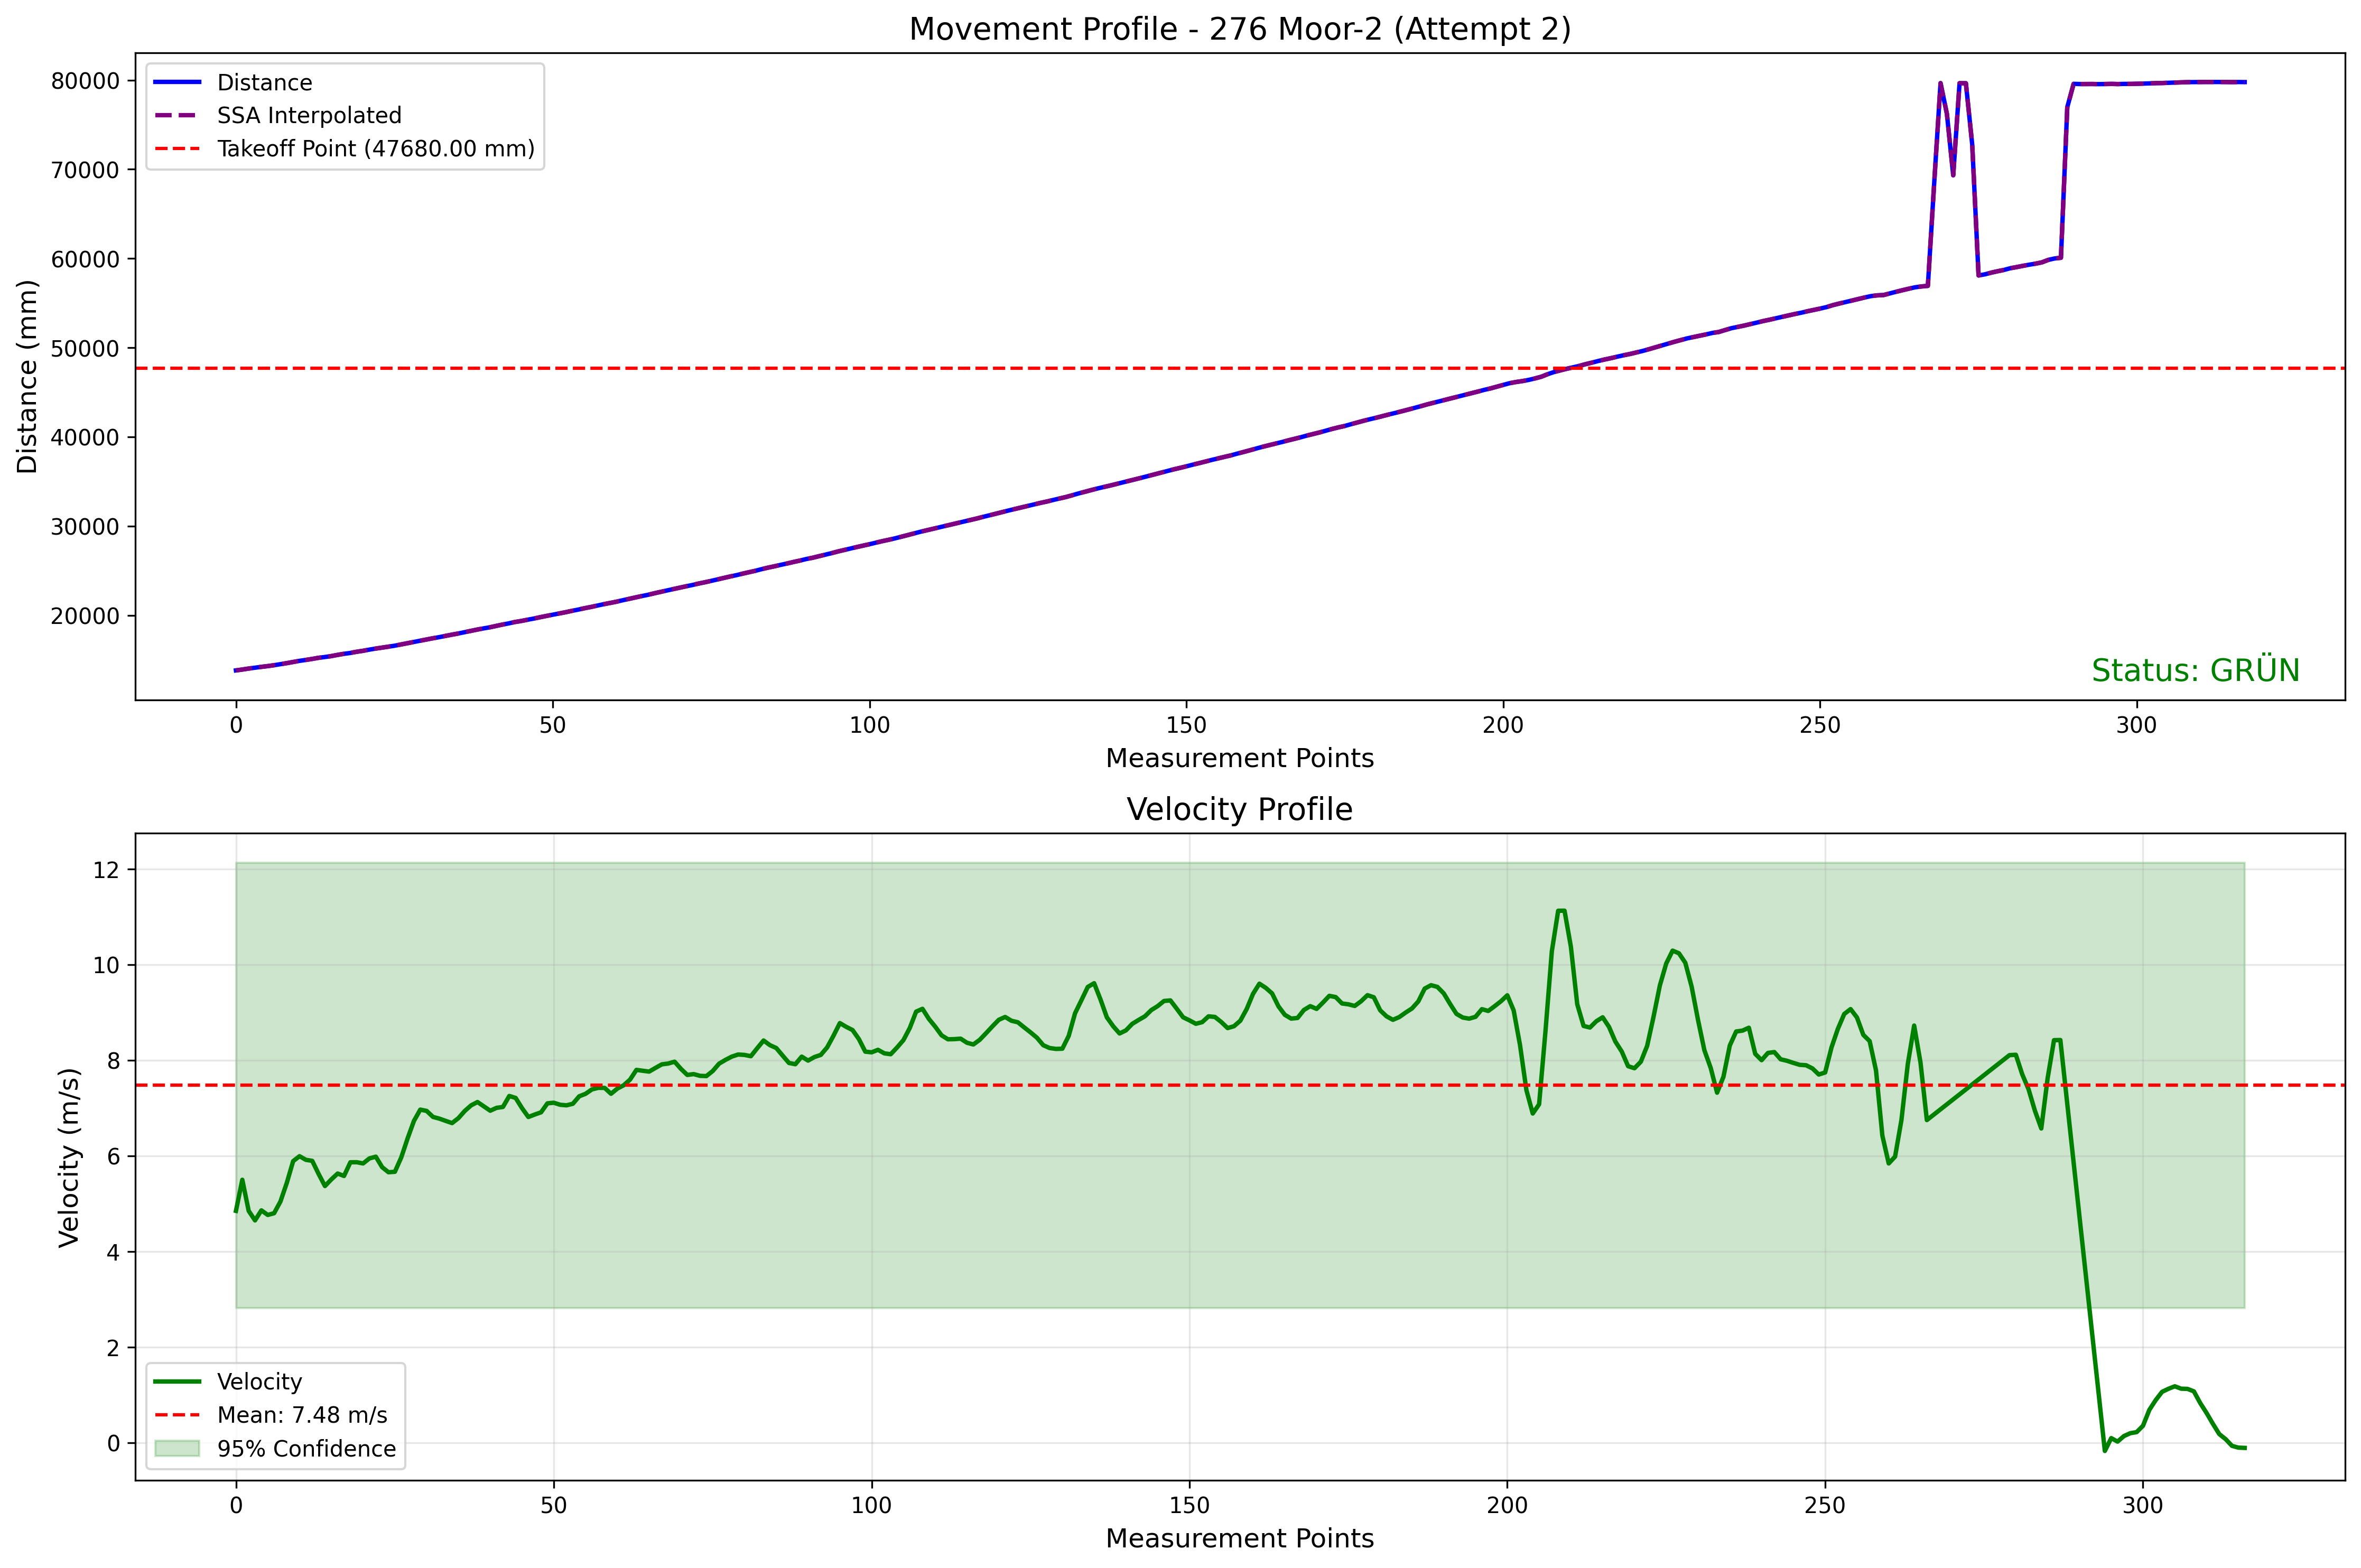 Movement Profile - 276 Moor-2 (Attempt 2)
Distance
SSA Interpolated
Takeoff Point (47680.00 mm)
Distance (mm)
80000
70000
60000
50000
40000
30000
20000
Status: GRÜN
0 50 100 150 200 250 300
Measurement Points
Velocity Profile
Velocity (m/s)
12
10
8
6
4
2
0
Velocity
Mean: 7.48 m/s
95% Confidence
0 50 100 150 200 250 300
Measurement Points